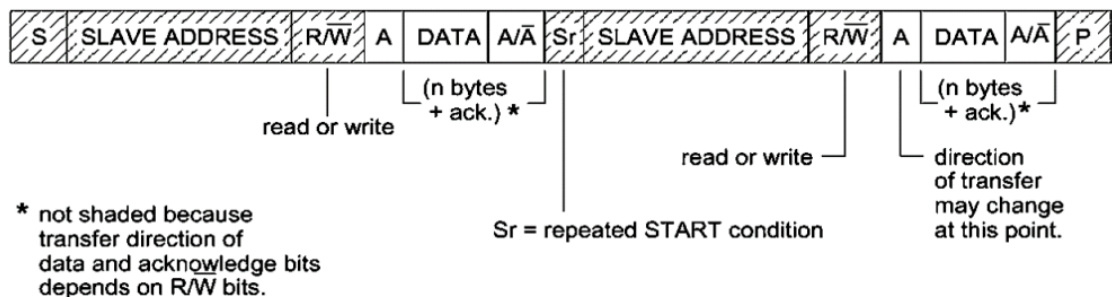 S SLAVE ADDRESS R/W̅ A DATA A/A̅ Sr SLAVE ADDRESS R/W̅ A DATA A/A̅ P
(n bytes
+ ack.) *
(n bytes
+ ack.) *
read or write
read or write
direction
of transfer
may change
at this point.
Sr = repeated START condition
* not shaded because
transfer direction of
data and acknowledge bits
depends on R/W̅ bits.